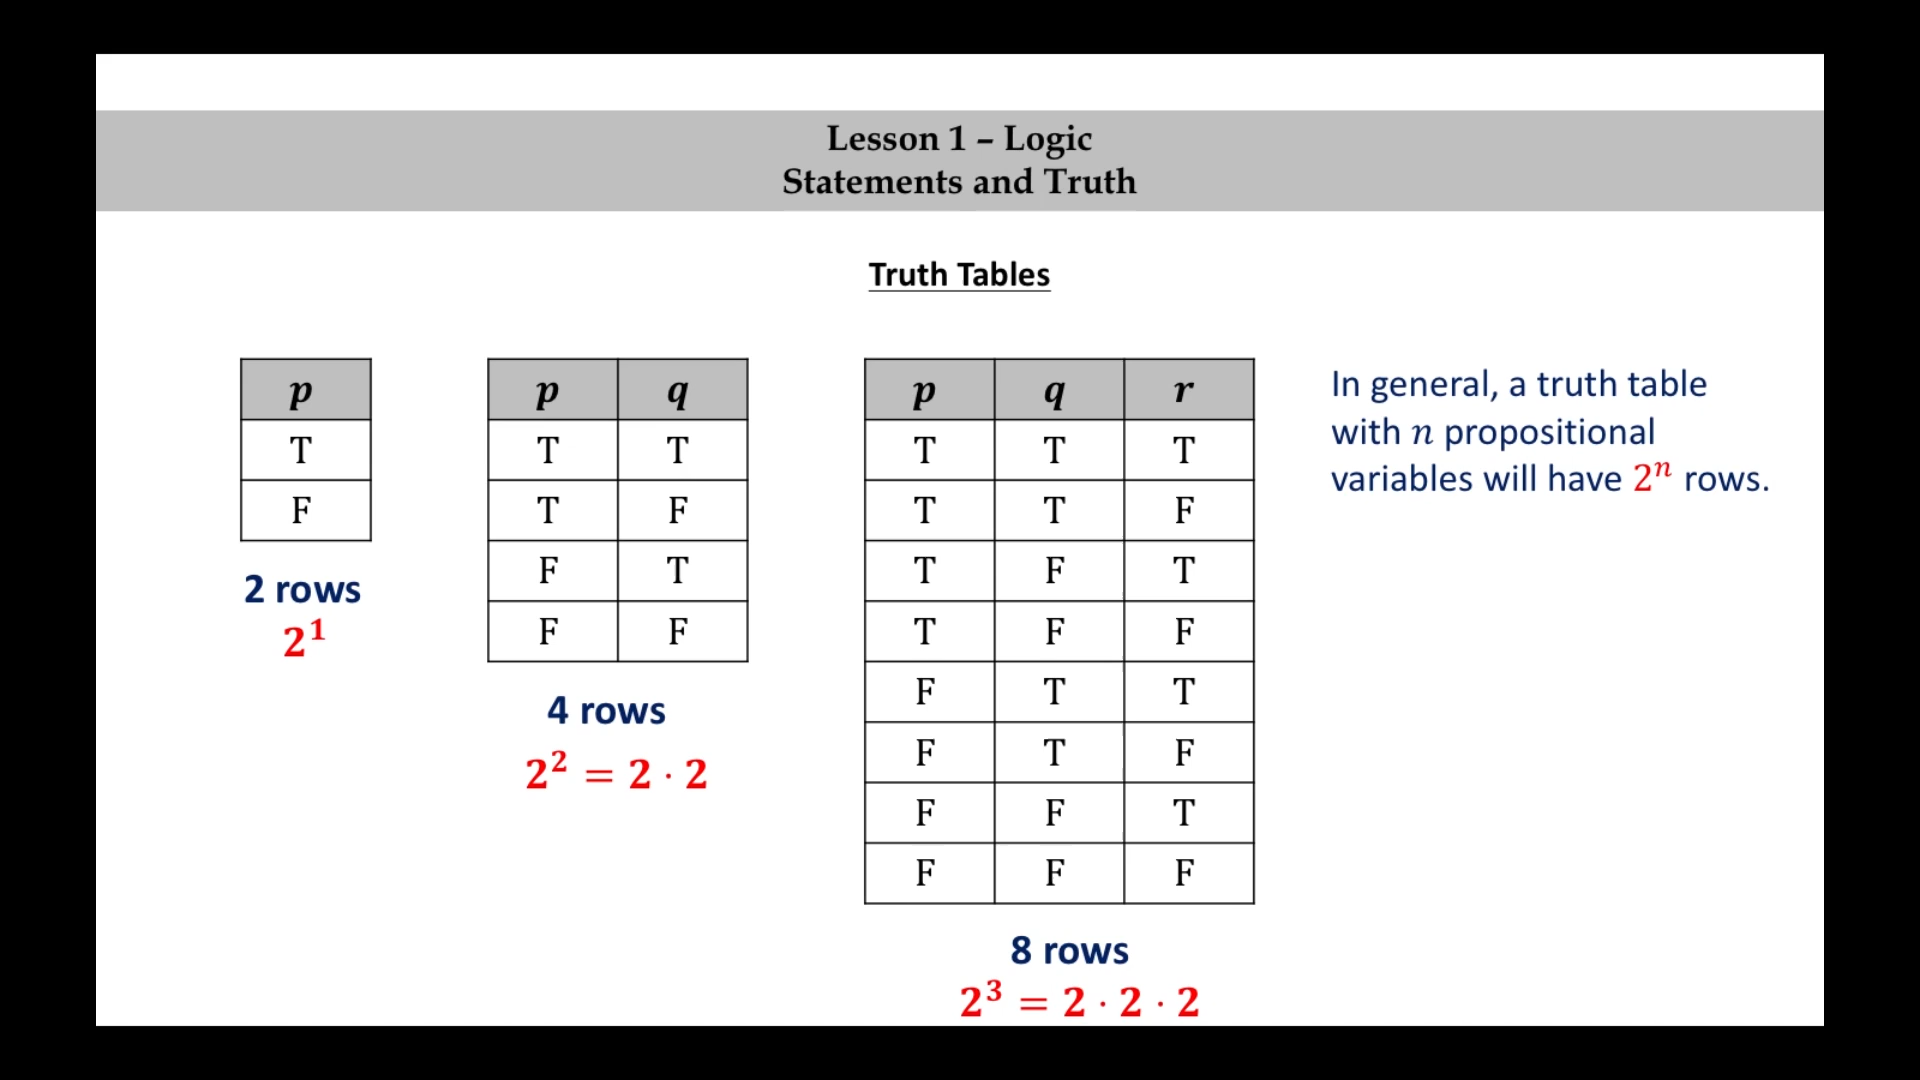 Lesson 1 – Logic
Statements and Truth
Truth Tables
p
T
F
2 rows
2¹
p q
T T
T F
F T
F F
4 rows
2² = 2 · 2
p q r
T T T
T T F
T F T
T F F
F T T
F T F
F F T
F F F
8 rows
2³ = 2 · 2 · 2
In general, a truth table
with n propositional
variables will have 2ⁿ rows.